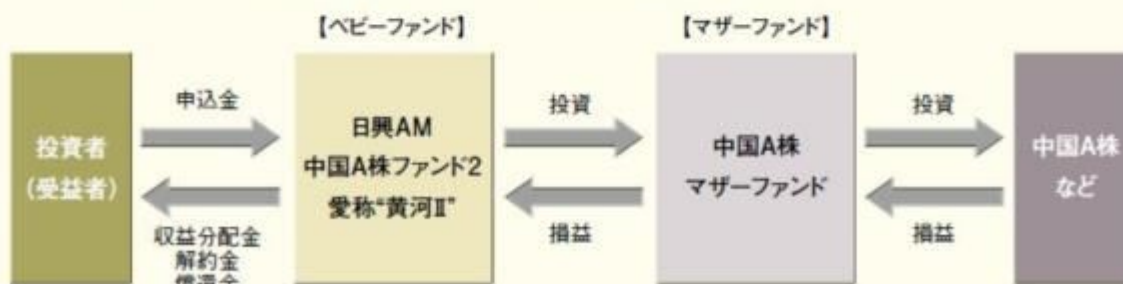 【ベビーファンド】
【マザーファンド】
投資者
(受益者)
申込金
収益分配金
解約金
償還金
日興AM
中国A株ファンド2
愛称“黄河Ⅱ”
投資
損益
中国A株
マザーファンド
投資
損益
中国A株
など